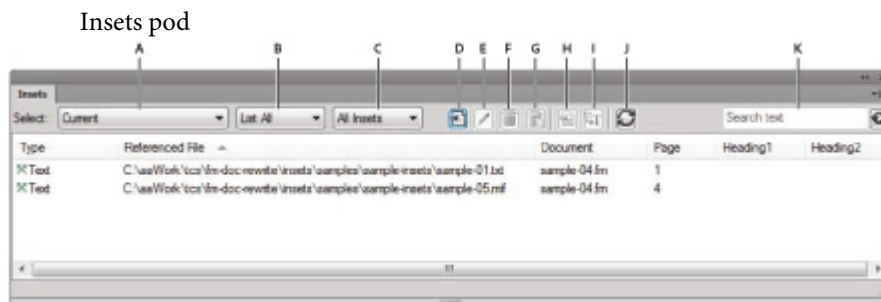 Insets pod
A B C D E F G H I J K
Insets
Select: Current List All All Insets T Search text
Type Referenced File Document Page Heading1 Heading2
Text C:\aaWork\tcs\fm-doc-rewrite\insets\samples\sample-insets\sample-01.txt sample-04.fm 1
Text C:\aaWork\tcs\fm-doc-rewrite\insets\samples\sample-insets\sample-05.mif sample-04.fm 4